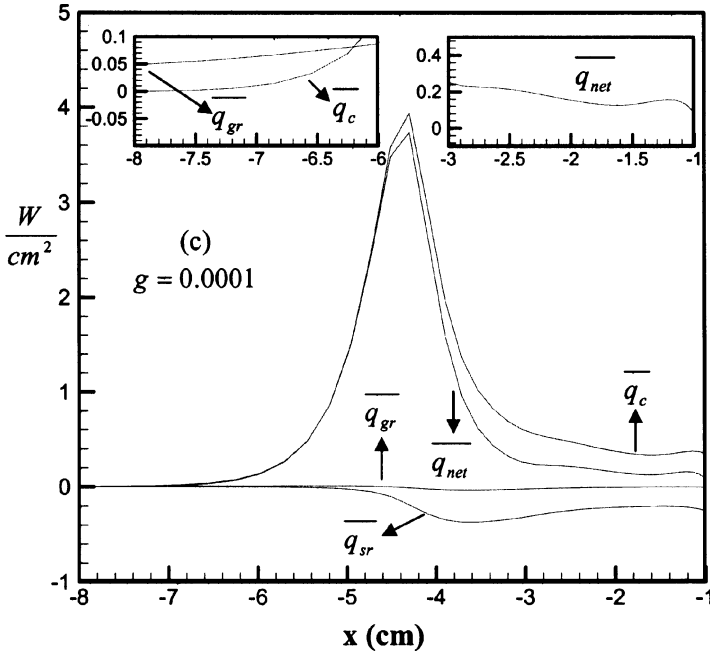 W
cm²
5
4
3
2
1
0
-1
0.1
0.05
0
-0.05
-8 -7.5 -7 -6.5 -6
q_gr
q_c
0.4
0.2
0
-3 -2.5 -2 -1.5 -1
q_net
(c)
g = 0.0001
q_gr
q_net
q_c
q_sr
-8 -7 -6 -5 -4 -3 -2 -1
x (cm)